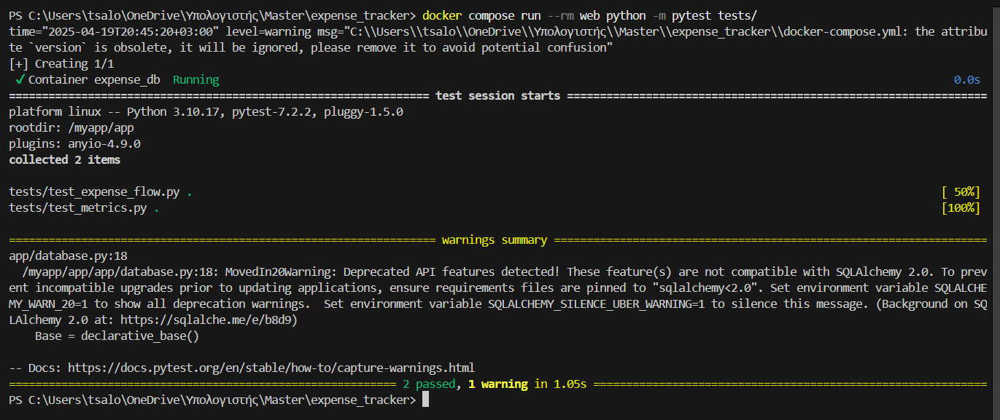 PS C:\Users\tsalo\OneDrive\Υπολογιστής\Master\expense_tracker> docker compose run --rm web python -m pytest tests/
time="2025-04-19T20:45:20+03:00" level=warning msg="C:\\Users\\tsalo\\OneDrive\\Υπολογιστής\\Master\\expense_tracker\\docker-compose.yml: the attribu
te `version` is obsolete, it will be ignored, please remove it to avoid potential confusion"
[+] Creating 1/1
✓ Container expense_db  Running 0.0s
================================================================ test session starts ================================================================
platform linux -- Python 3.10.17, pytest-7.2.2, pluggy-1.5.0
rootdir: /myapp/app
plugins: anyio-4.9.0
collected 2 items
tests/test_expense_flow.py . [ 50%]
tests/test_metrics.py . [100%]
================================================================= warnings summary ==================================================================
app/database.py:18
/myapp/app/app/database.py:18: MovedIn20Warning: Deprecated API features detected! These feature(s) are not compatible with SQLAlchemy 2.0. To prev
ent incompatible upgrades prior to updating applications, ensure requirements files are pinned to "sqlalchemy<2.0". Set environment variable SQLALCHE
MY_WARN_20=1 to show all deprecation warnings.  Set environment variable SQLALCHEMY_SILENCE_UBER_WARNING=1 to silence this message. (Background on SQ
LAlchemy 2.0 at: https://sqlalche.me/e/b8d9)
Base = declarative_base()
-- Docs: https://docs.pytest.org/en/stable/how-to/capture-warnings.html
=========================================================== 2 passed, 1 warning in 1.05s ============================================================
PS C:\Users\tsalo\OneDrive\Υπολογιστής\Master\expense_tracker>